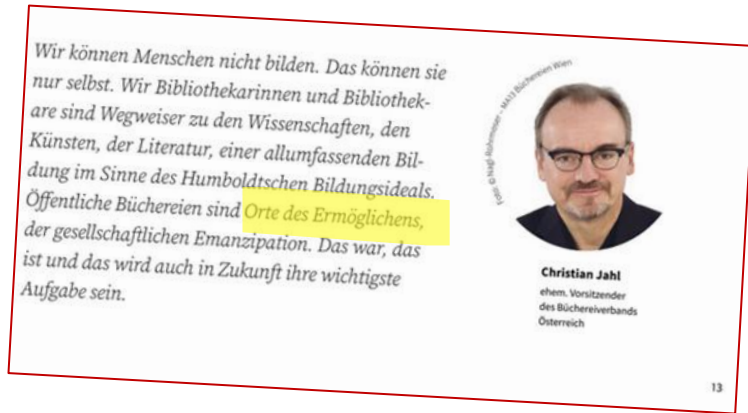 Wir können Menschen nicht bilden. Das können sie
nur selbst. Wir Bibliothekarinnen und Bibliothek-
are sind Wegweiser zu den Wissenschaften, den
Künsten, der Literatur, einer allumfassenden Bil-
dung im Sinne des Humboldtschen Bildungsideals.
Öffentliche Büchereien sind Orte des Ermöglichens,
der gesellschaftlichen Emanzipation. Das war, das
ist und das wird auch in Zukunft ihre wichtigste
Aufgabe sein.
Foto: © Büchereien Wien
Christian Jahl
ehem. Vorsitzender
des Büchereiverbands
Österreich
13